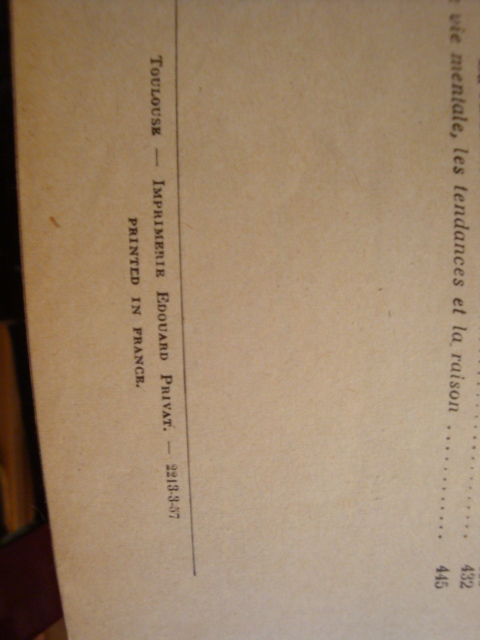 432
vie mentale, les tendances et la raison ............ 445
TOULOUSE — IMPRIMERIE EDOUARD PRIVAT. — 2213-3-57
PRINTED IN FRANCE.